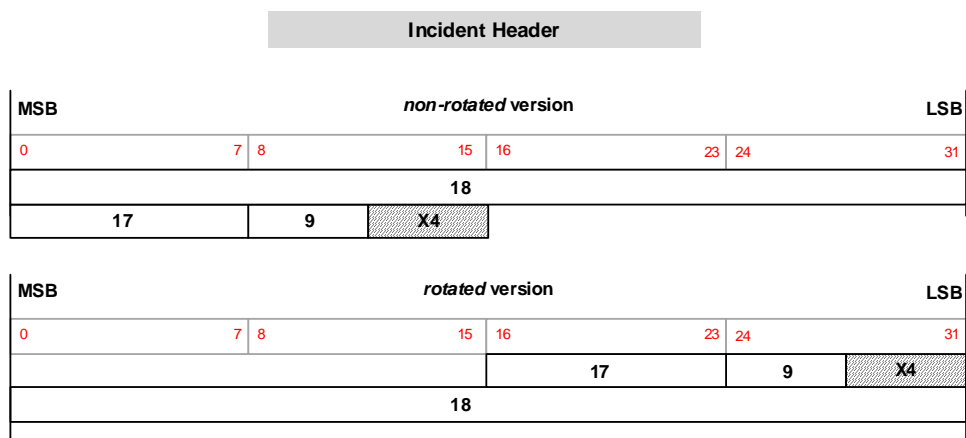 Incident Header
MSB non-rotated version LSB
0 7 8 15 16 23 24 31
18
17 9 X4
MSB rotated version LSB
0 7 8 15 16 23 24 31
17 9 X4
18